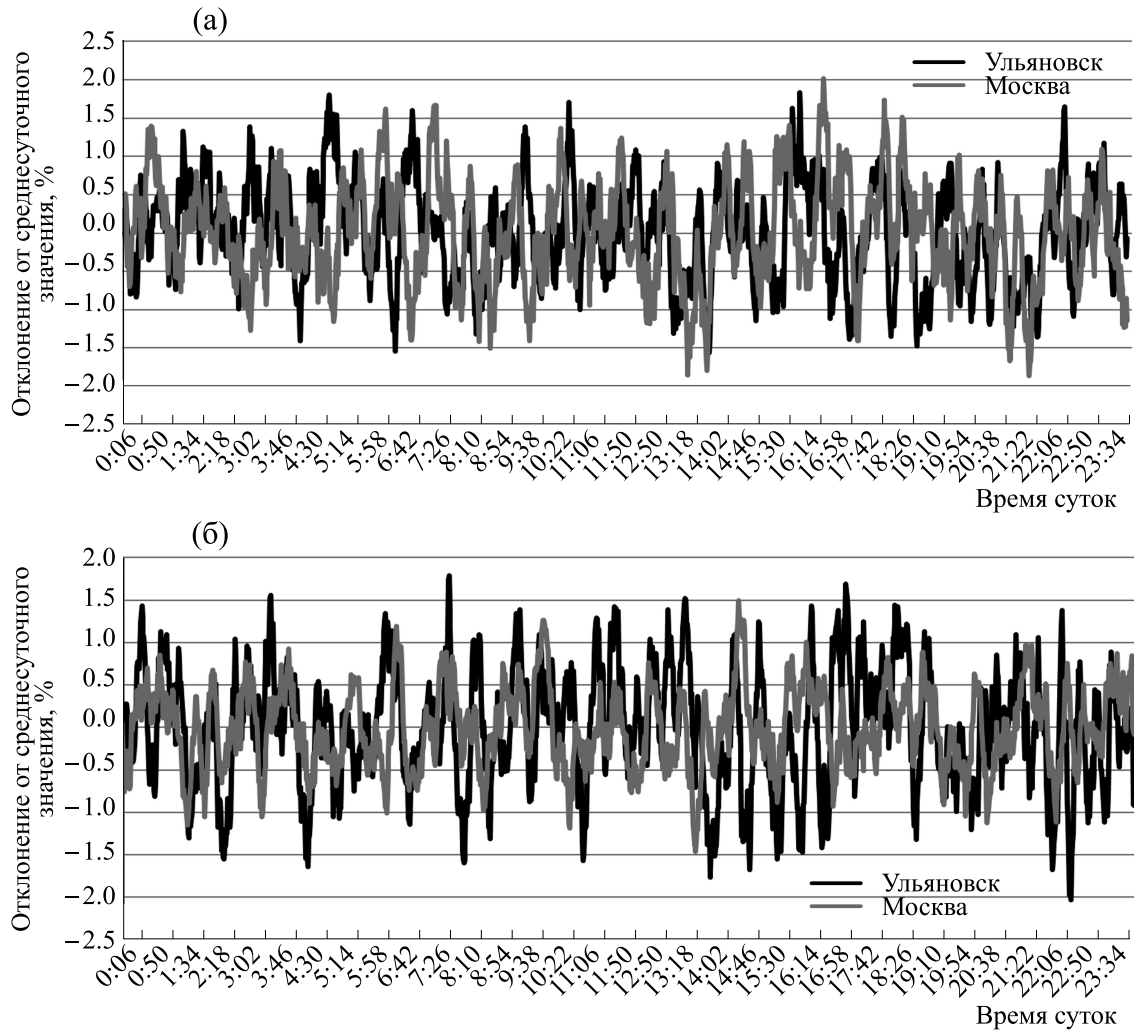 (а)
Отклонение от среднесуточного
значения, %
2.5
2.0
1.5
1.0
0.5
0.0
−0.5
−1.0
−1.5
−2.0
−2.5
Ульяновск
Москва
0:06 0:50 1:34 2:18 3:02 3:46 4:30 5:14 5:58 6:42 7:26 8:10 8:54 9:38 10:22 11:06 11:50 12:50 13:18 14:02 14:46 15:30 16:14 16:58 17:42 18:26 19:10 19:54 20:38 21:22 22:06 22:50 23:34
Время суток
(б)
Отклонение от среднесуточного
значения, %
2.0
1.5
1.0
0.5
0.0
−0.5
−1.0
−1.5
−2.0
−2.5
Ульяновск
Москва
0:06 0:50 1:34 2:18 3:02 3:46 4:30 5:14 5:58 6:42 7:26 8:10 8:54 9:38 10:22 11:06 11:50 12:50 13:18 14:02 14:46 15:30 16:14 16:58 17:42 18:26 19:10 19:54 20:38 21:22 22:06 22:50 23:34
Время суток